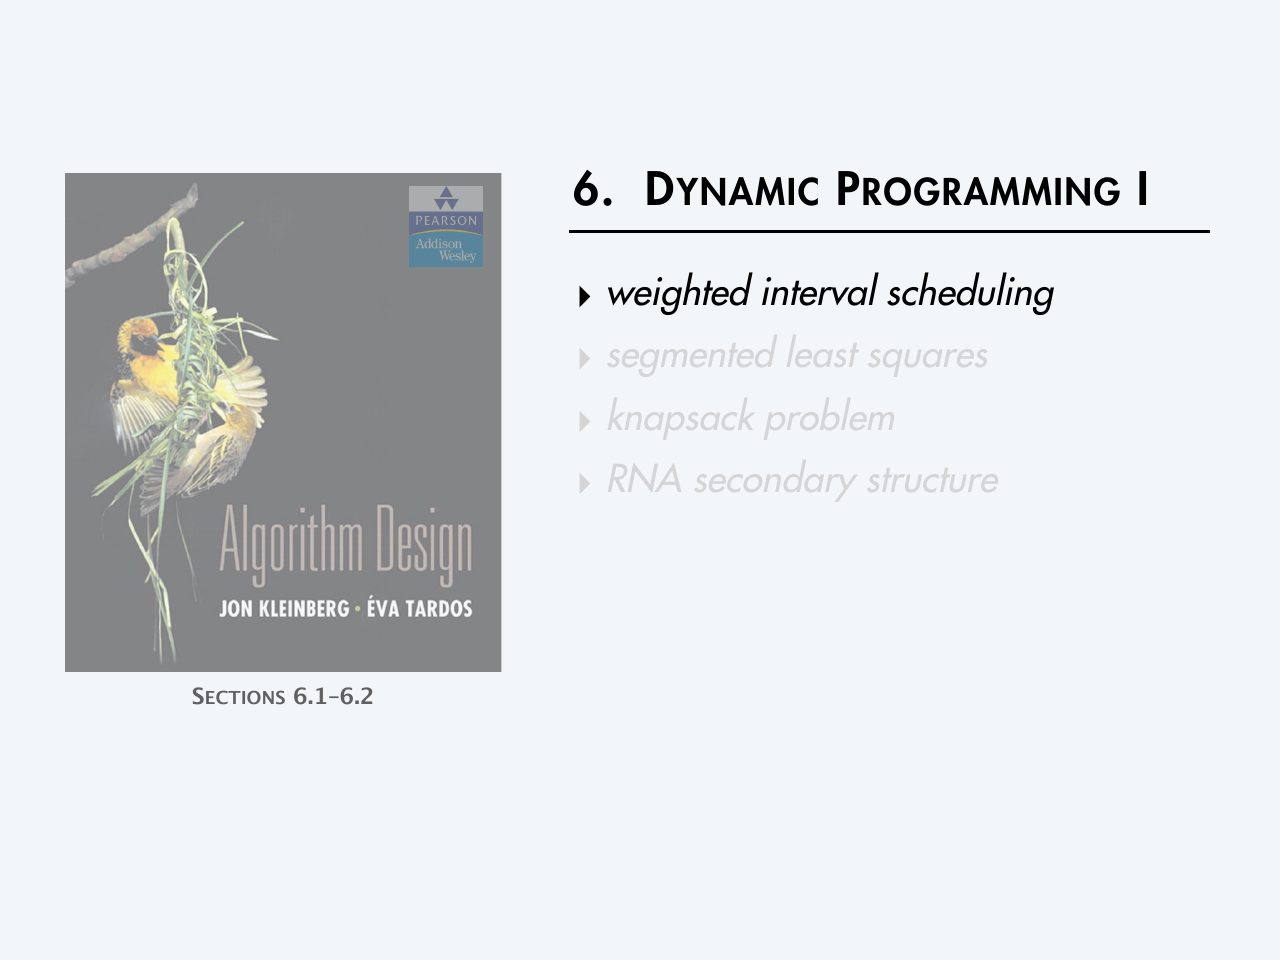 6. DYNAMIC PROGRAMMING I
▸ weighted interval scheduling
▸ segmented least squares
▸ knapsack problem
▸ RNA secondary structure
PEARSON
Addison
Wesley
Algorithm Design
JON KLEINBERG • ÉVA TARDOS
SECTIONS 6.1–6.2